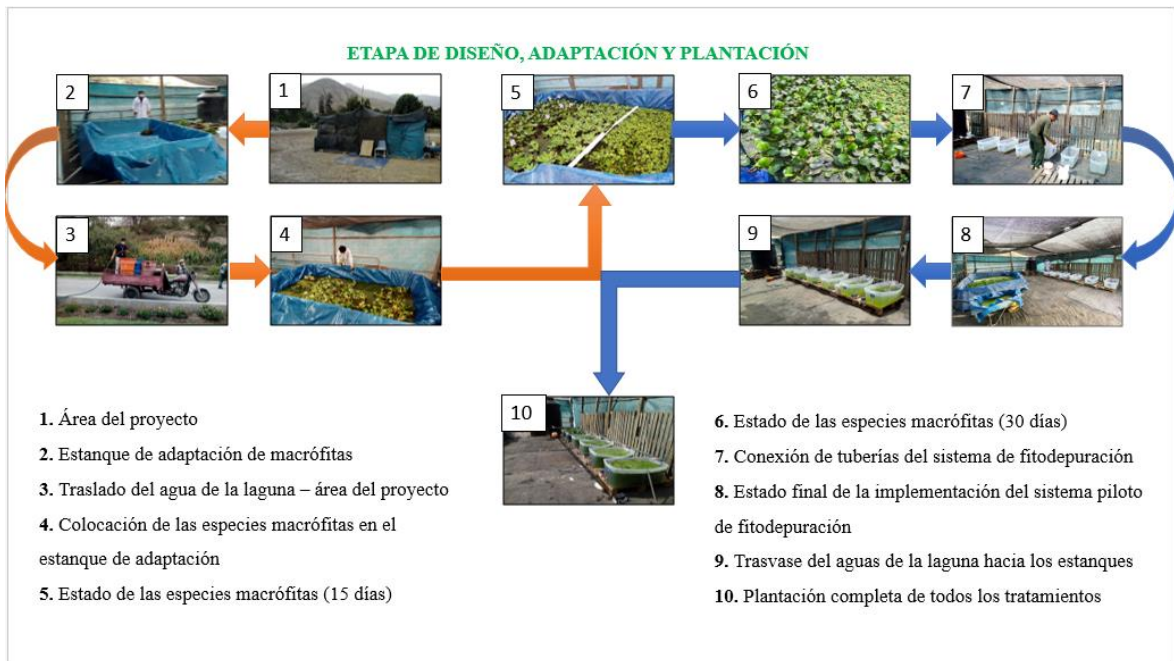 ETAPA DE DISEÑO, ADAPTACIÓN Y PLANTACIÓN
2
1
5
6
7
3
4
9
8
10
1. Área del proyecto
2. Estanque de adaptación de macrófitas
3. Traslado del agua de la laguna – área del proyecto
4. Colocación de las especies macrófitas en el
estanque de adaptación
5. Estado de las especies macrófitas (15 días)
6. Estado de las especies macrófitas (30 días)
7. Conexión de tuberías del sistema de fitodepuración
8. Estado final de la implementación del sistema piloto
de fitodepuración
9. Trasvase del aguas de la laguna hacia los estanques
10. Plantación completa de todos los tratamientos